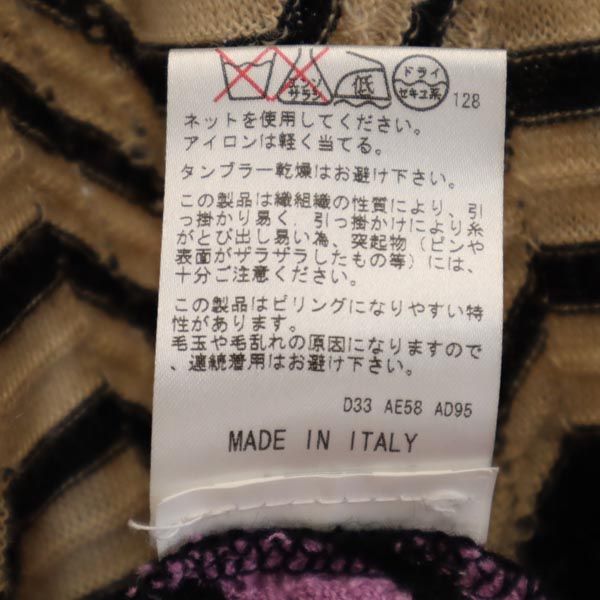 エンソ
サラシ
低
ドライ
セキユ系
128
ネットを使用してください。
アイロンは軽く当てる。
タンブラー乾燥はお避け下さい。
この製品は繊組織の性質により、引
っ掛かり易く、引っ掛けにより糸
がとび出し易い為、突起物(ピンや
表面がザラザラしたもの等)には、
十分ご注意ください。
この製品はピリングになりやすい特
性があります。
毛玉や毛乱れの原因になりますので
、連続着用はお避け下さい。
D33 AE58 AD95
MADE IN ITALY